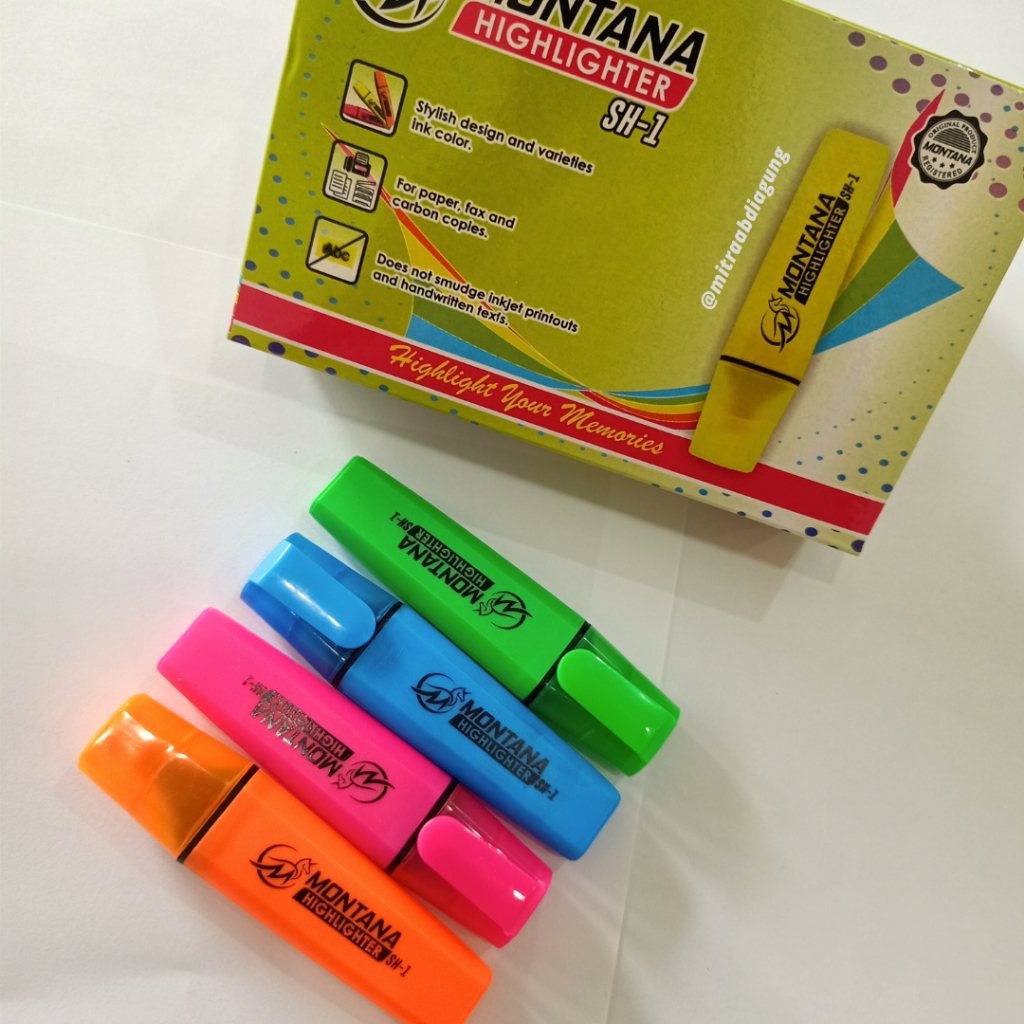 MONTANA
HIGHLIGHTER
SH-1
Stylish design and varieties
ink color.
For paper, fax and
carbon copies.
Abc
Does not smudge inkjet printouts
and handwritten texts.
Highlight Your Memories
@mitraabdiagung
ORIGINAL PRODUCT
MONTANA
REGISTERED
MONTANA
HIGHLIGHTER SH-1
MONTANA
HIGHLIGHTER SH-1
MONTANA
HIGHLIGHTER SH-1
MONTANA
HIGHLIGHTER SH-1
MONTANA
HIGHLIGHTER SH-1